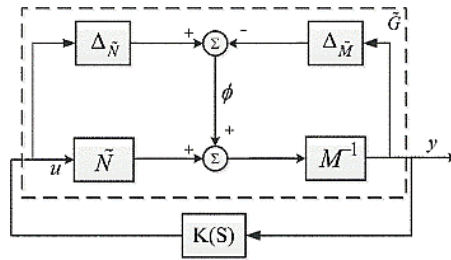 Δ_Ñ + Σ - Δ_M̃ G̃
ϕ
+
u Ñ + Σ M⁻¹ y
K(S)